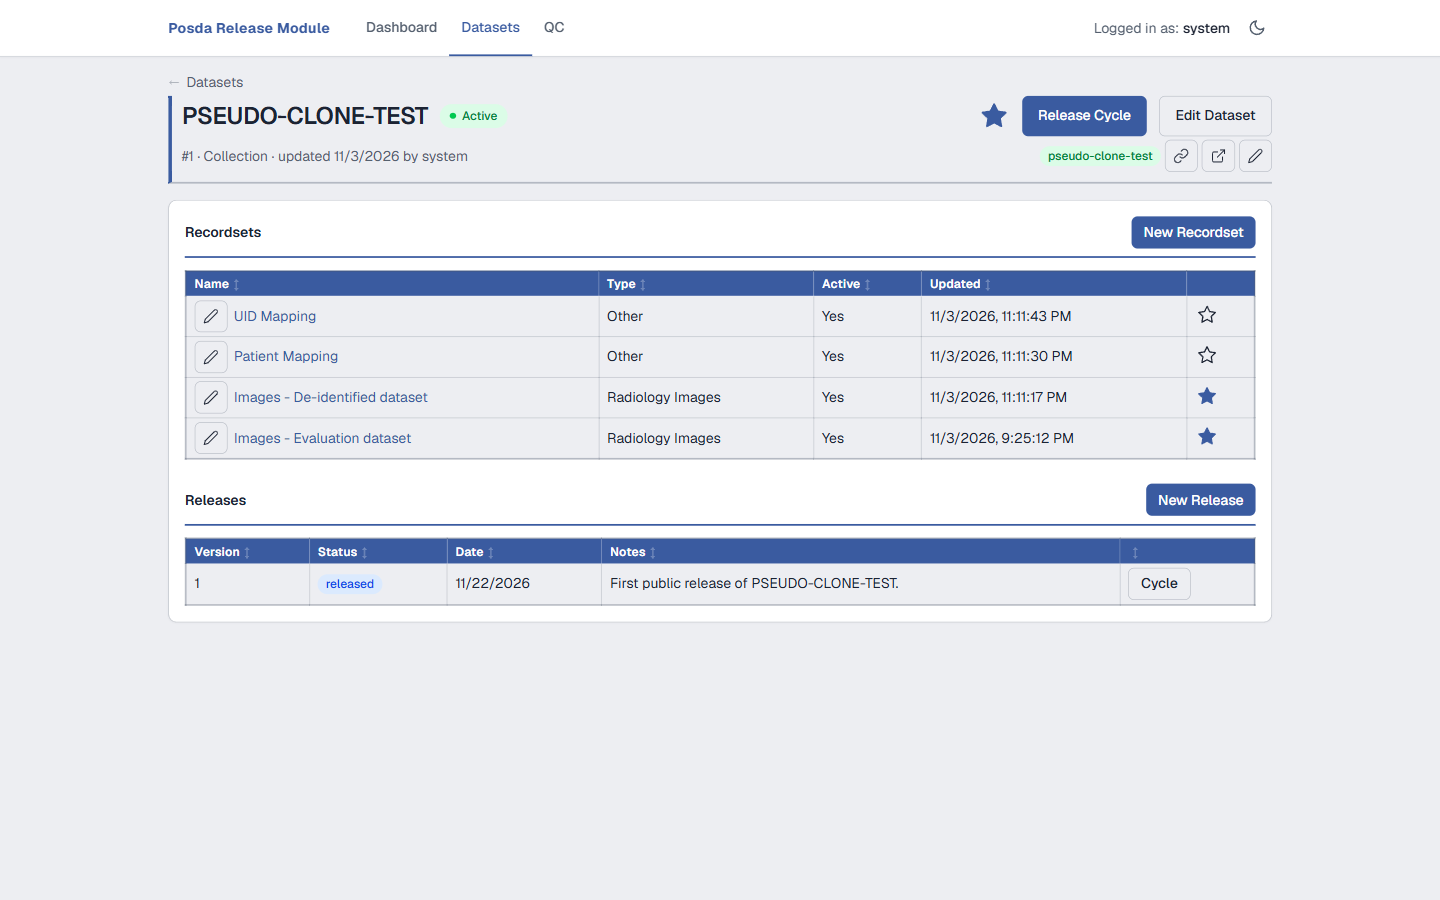 Posda Release Module Dashboard Datasets QC Logged in as: system
← Datasets
PSEUDO-CLONE-TEST Active Release Cycle Edit Dataset
#1 · Collection · updated 11/3/2026 by system pseudo-clone-test
Recordsets New Recordset
Name Type Active Updated
UID Mapping Other Yes 11/3/2026, 11:11:43 PM
Patient Mapping Other Yes 11/3/2026, 11:11:30 PM
Images - De-identified dataset Radiology Images Yes 11/3/2026, 11:11:17 PM
Images - Evaluation dataset Radiology Images Yes 11/3/2026, 9:25:12 PM
Releases New Release
Version Status Date Notes
1 released 11/22/2026 First public release of PSEUDO-CLONE-TEST. Cycle